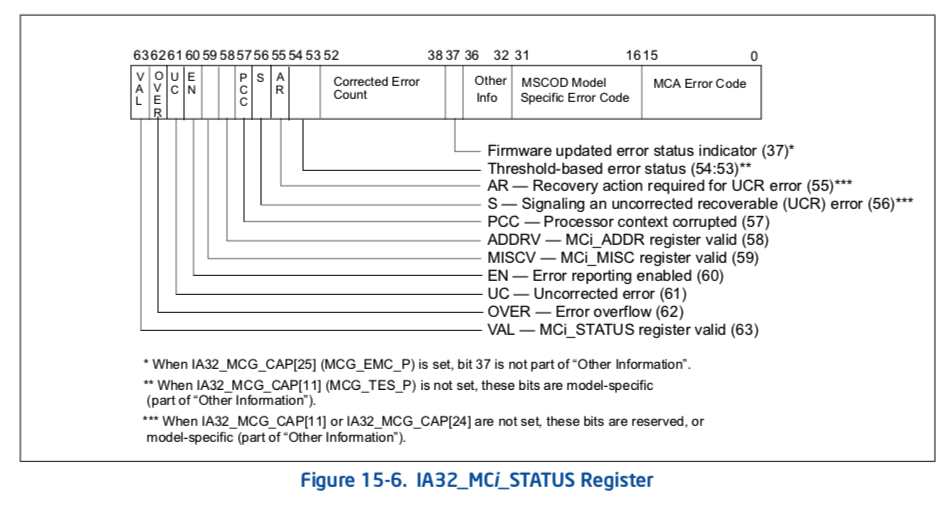 63 62 61 60 59 58 57 56 55 54 53 52 38 37 36 32 31 16 15 0
VAL
OVER
UC
EN
PCC
S
AR
Corrected Error
Count
Other
Info
MSCOD Model
Specific Error Code
MCA Error Code
Firmware updated error status indicator (37)*
Threshold-based error status (54:53)**
AR — Recovery action required for UCR error (55)***
S — Signaling an uncorrected recoverable (UCR) error (56)***
PCC — Processor context corrupted (57)
ADDRV — MCi_ADDR register valid (58)
MISCV — MCi_MISC register valid (59)
EN — Error reporting enabled (60)
UC — Uncorrected error (61)
OVER — Error overflow (62)
VAL — MCi_STATUS register valid (63)
* When IA32_MCG_CAP[25] (MCG_EMC_P) is set, bit 37 is not part of “Other Information”.
** When IA32_MCG_CAP[11] (MCG_TES_P) is not set, these bits are model-specific
(part of “Other Information”).
*** When IA32_MCG_CAP[11] or IA32_MCG_CAP[24] are not set, these bits are reserved, or
model-specific (part of “Other Information”).
Figure 15-6. IA32_MCi_STATUS Register